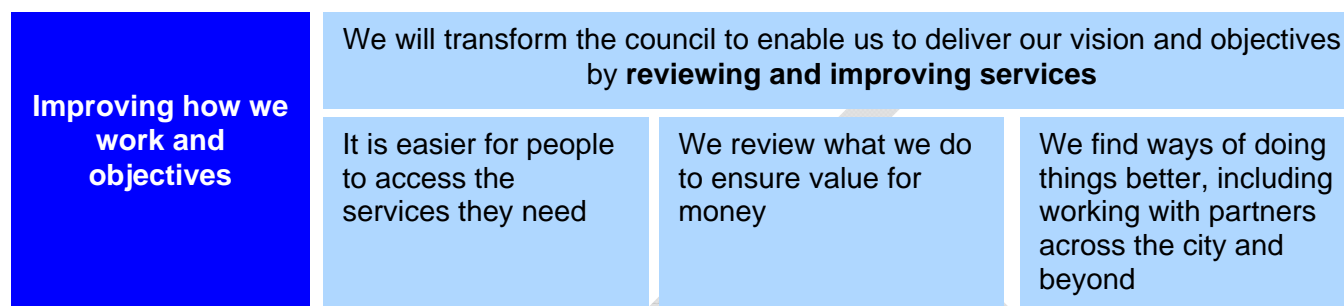 Improving how we
work and
objectives
We will transform the council to enable us to deliver our vision and objectives
by reviewing and improving services
It is easier for people
to access the
services they need
We review what we do
to ensure value for
money
We find ways of doing
things better, including
working with partners
across the city and
beyond